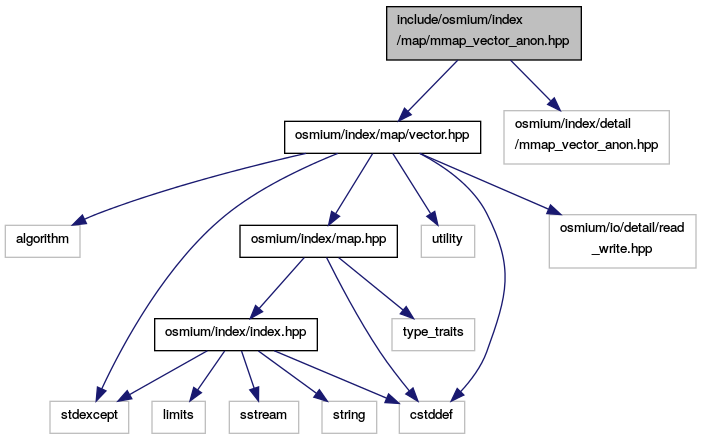 include/osmium/index
/map/mmap_vector_anon.hpp
osmium/index/map/vector.hpp
osmium/index/detail
/mmap_vector_anon.hpp
algorithm
osmium/index/map.hpp
utility
osmium/io/detail/read
_write.hpp
osmium/index/index.hpp
type_traits
stdexcept
limits
sstream
string
cstddef